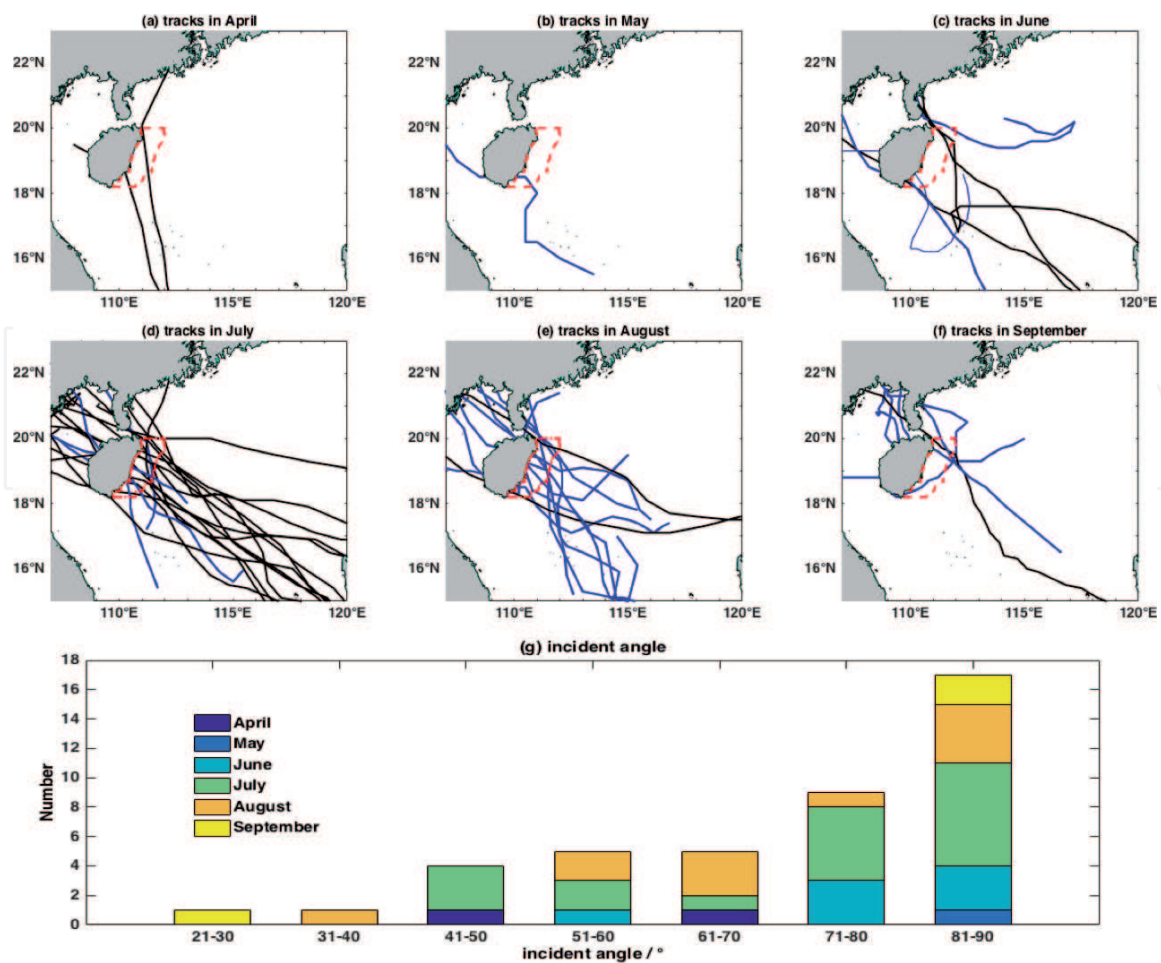 (a) tracks in April
(b) tracks in May
(c) tracks in June
22°N
22°N
22°N
20°N
20°N
20°N
18°N
18°N
18°N
16°N
16°N
16°N
110°E 115°E 120°E
110°E 115°E 120°E
110°E 115°E 120°E
(d) tracks in July
(e) tracks in August
(f) tracks in September
22°N
22°N
22°N
20°N
20°N
20°N
18°N
18°N
18°N
16°N
16°N
16°N
110°E 115°E 120°E
110°E 115°E 120°E
110°E 115°E 120°E
(g) incident angle
18
16
14
12
10
8
6
4
2
0
Number
April
May
June
July
August
September
21-30 31-40 41-50 51-60 61-70 71-80 81-90
incident angle / °